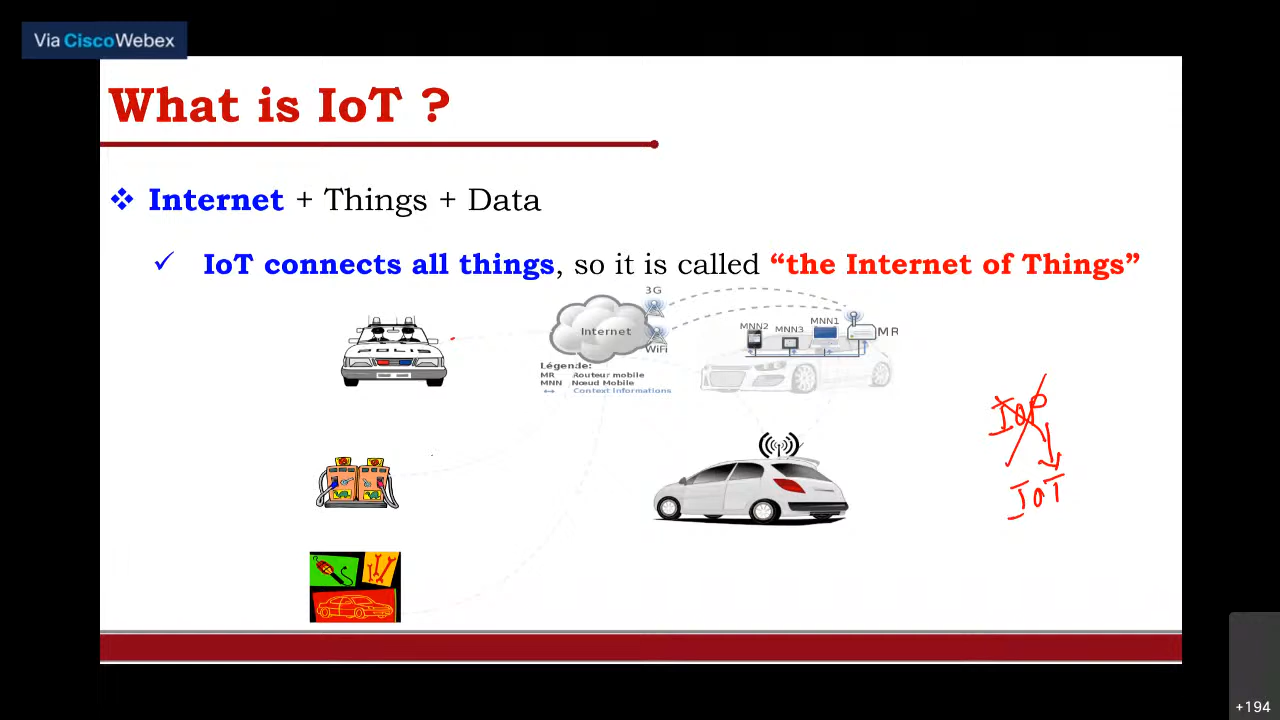 Via CiscoWebex
What is IoT ?
Internet + Things + Data
IoT connects all things, so it is called “the Internet of Things”
3G
Internet
WiFi
MNN2
MNN3
MNN1
MR
Légende:
MR Routeur mobile
MNN Nœud Mobile
Context informations
POLIS
IoP
IoT
+194